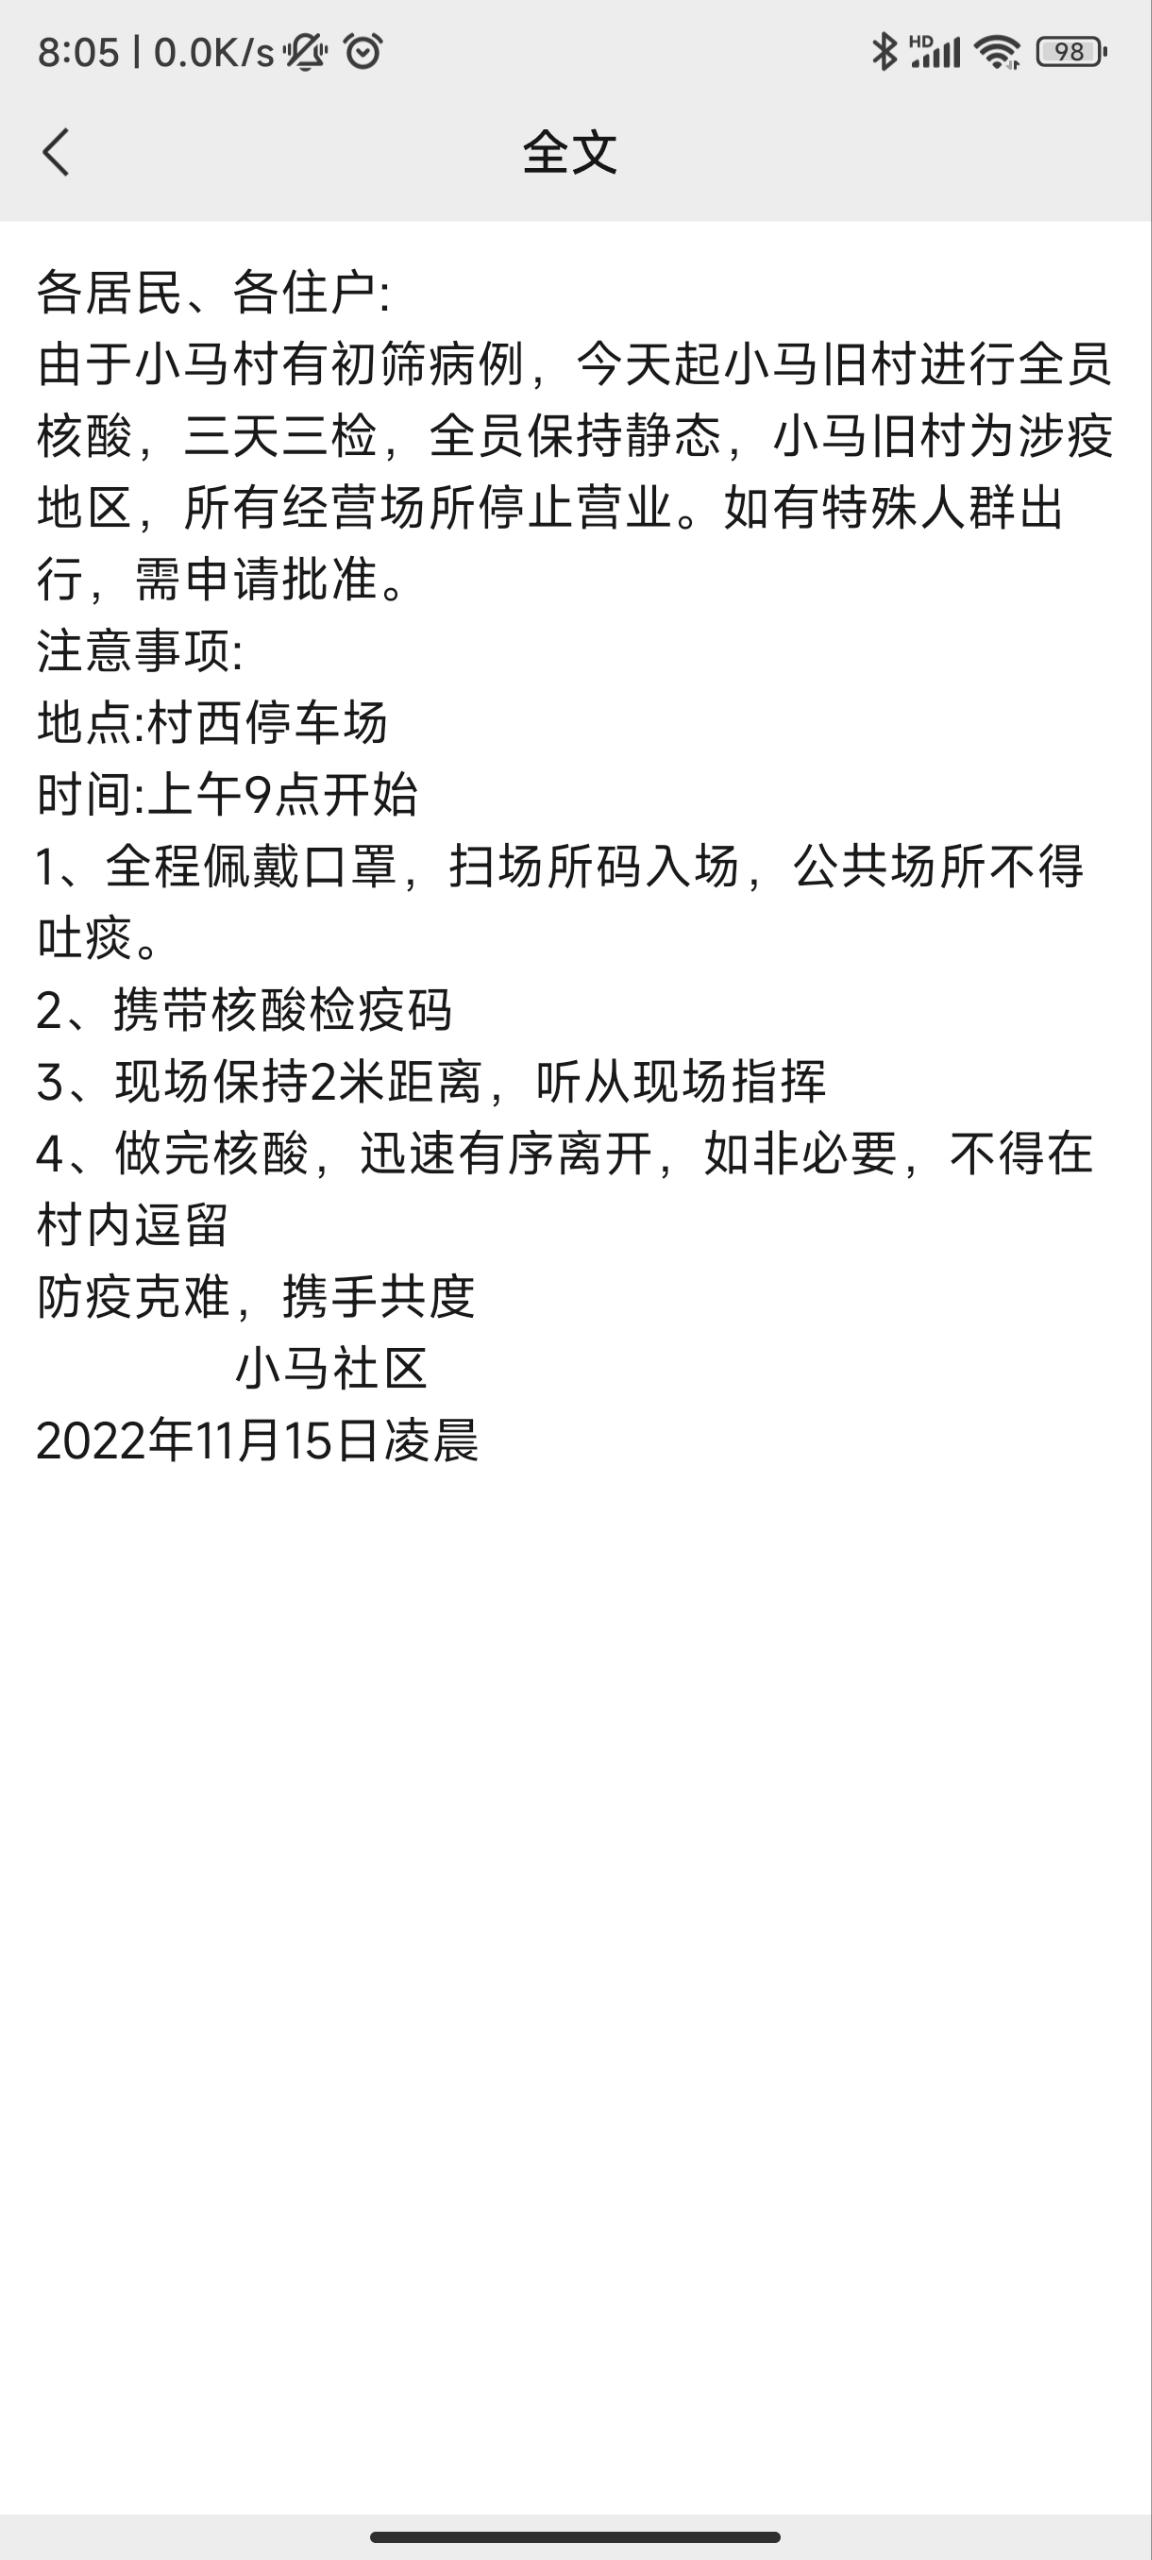 8:05 | 0.0K/s
HD
98
全文
各居民、各住户:
由于小马村有初筛病例，今天起小马旧村进行全员
核酸，三天三检，全员保持静态，小马旧村为涉疫
地区，所有经营场所停止营业。如有特殊人群出
行，需申请批准。
注意事项:
地点:村西停车场
时间:上午9点开始
1、全程佩戴口罩，扫场所码入场，公共场所不得
吐痰。
2、携带核酸检疫码
3、现场保持2米距离，听从现场指挥
4、做完核酸，迅速有序离开，如非必要，不得在
村内逗留
防疫克难，携手共度
小马社区
2022年11月15日凌晨